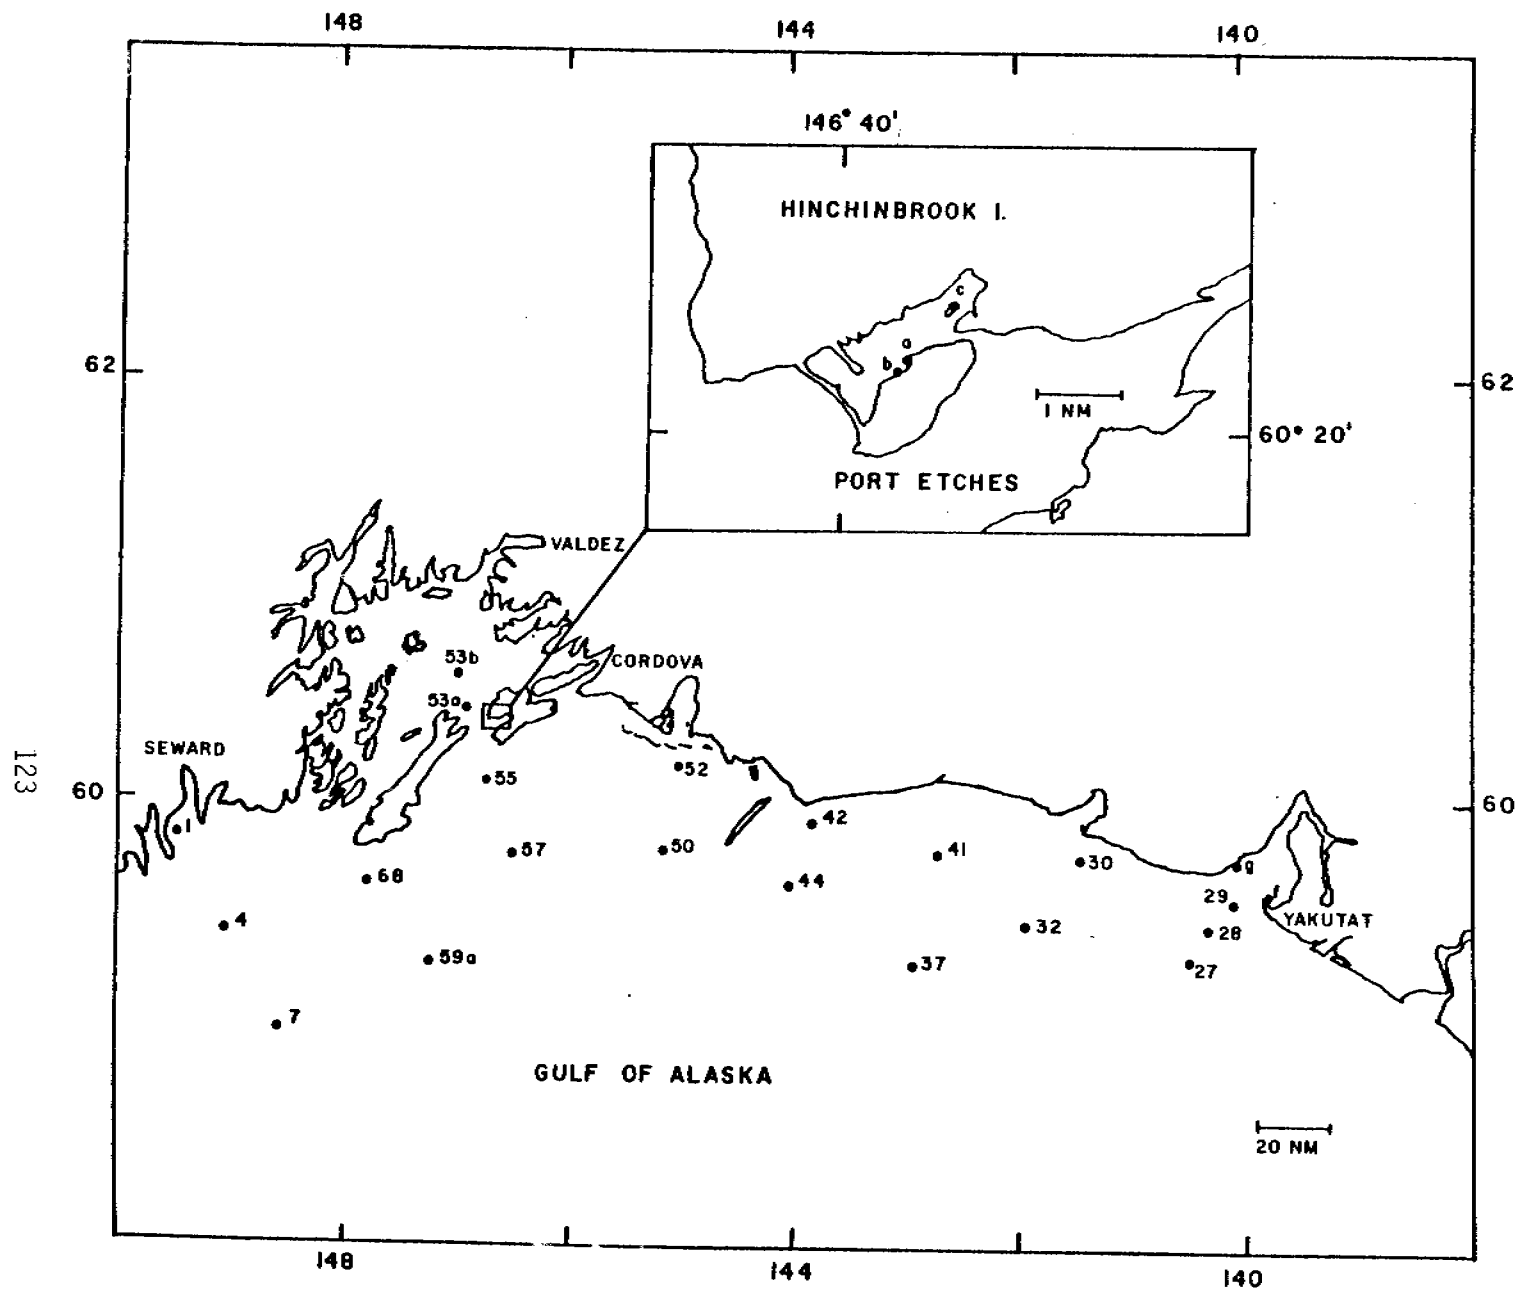 148
144
140
146° 40'
HINCHINBROOK I.
c
a
b
1 NM
60° 20'
PORT ETCHES
62
62
VALDEZ
53b
CORDOVA
53a
SEWARD
123
60
60
55
52
1
42
57
50
41
30
g
68
44
29
4
32
28
YAKUTAT
59a
37
27
7
GULF OF ALASKA
20 NM
148
144
140